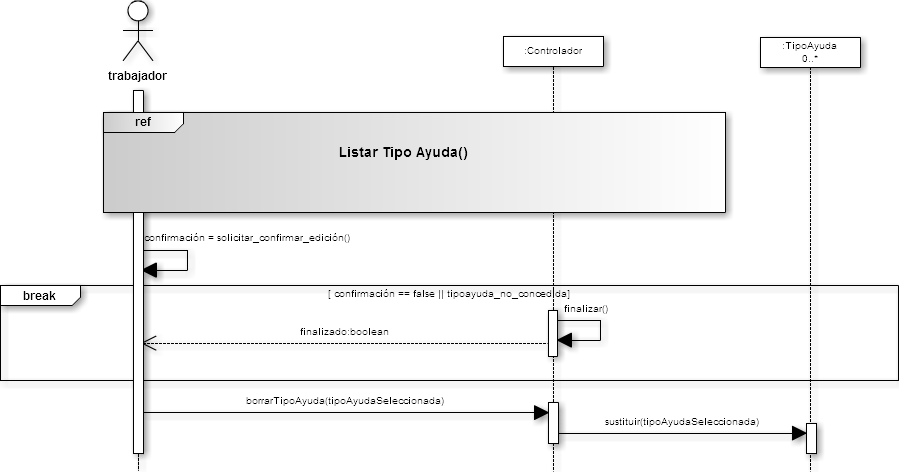 :Controlador
:TipoAyuda
0..*
trabajador
ref
Listar Tipo Ayuda()
confirmación = solicitar_confirmar_edición()
break
[ confirmación == false || tipoayuda_no_concedida]
finalizar()
finalizado:boolean
borrarTipoAyuda(tipoAyudaSeleccionada)
sustituir(tipoAyudaSeleccionada)